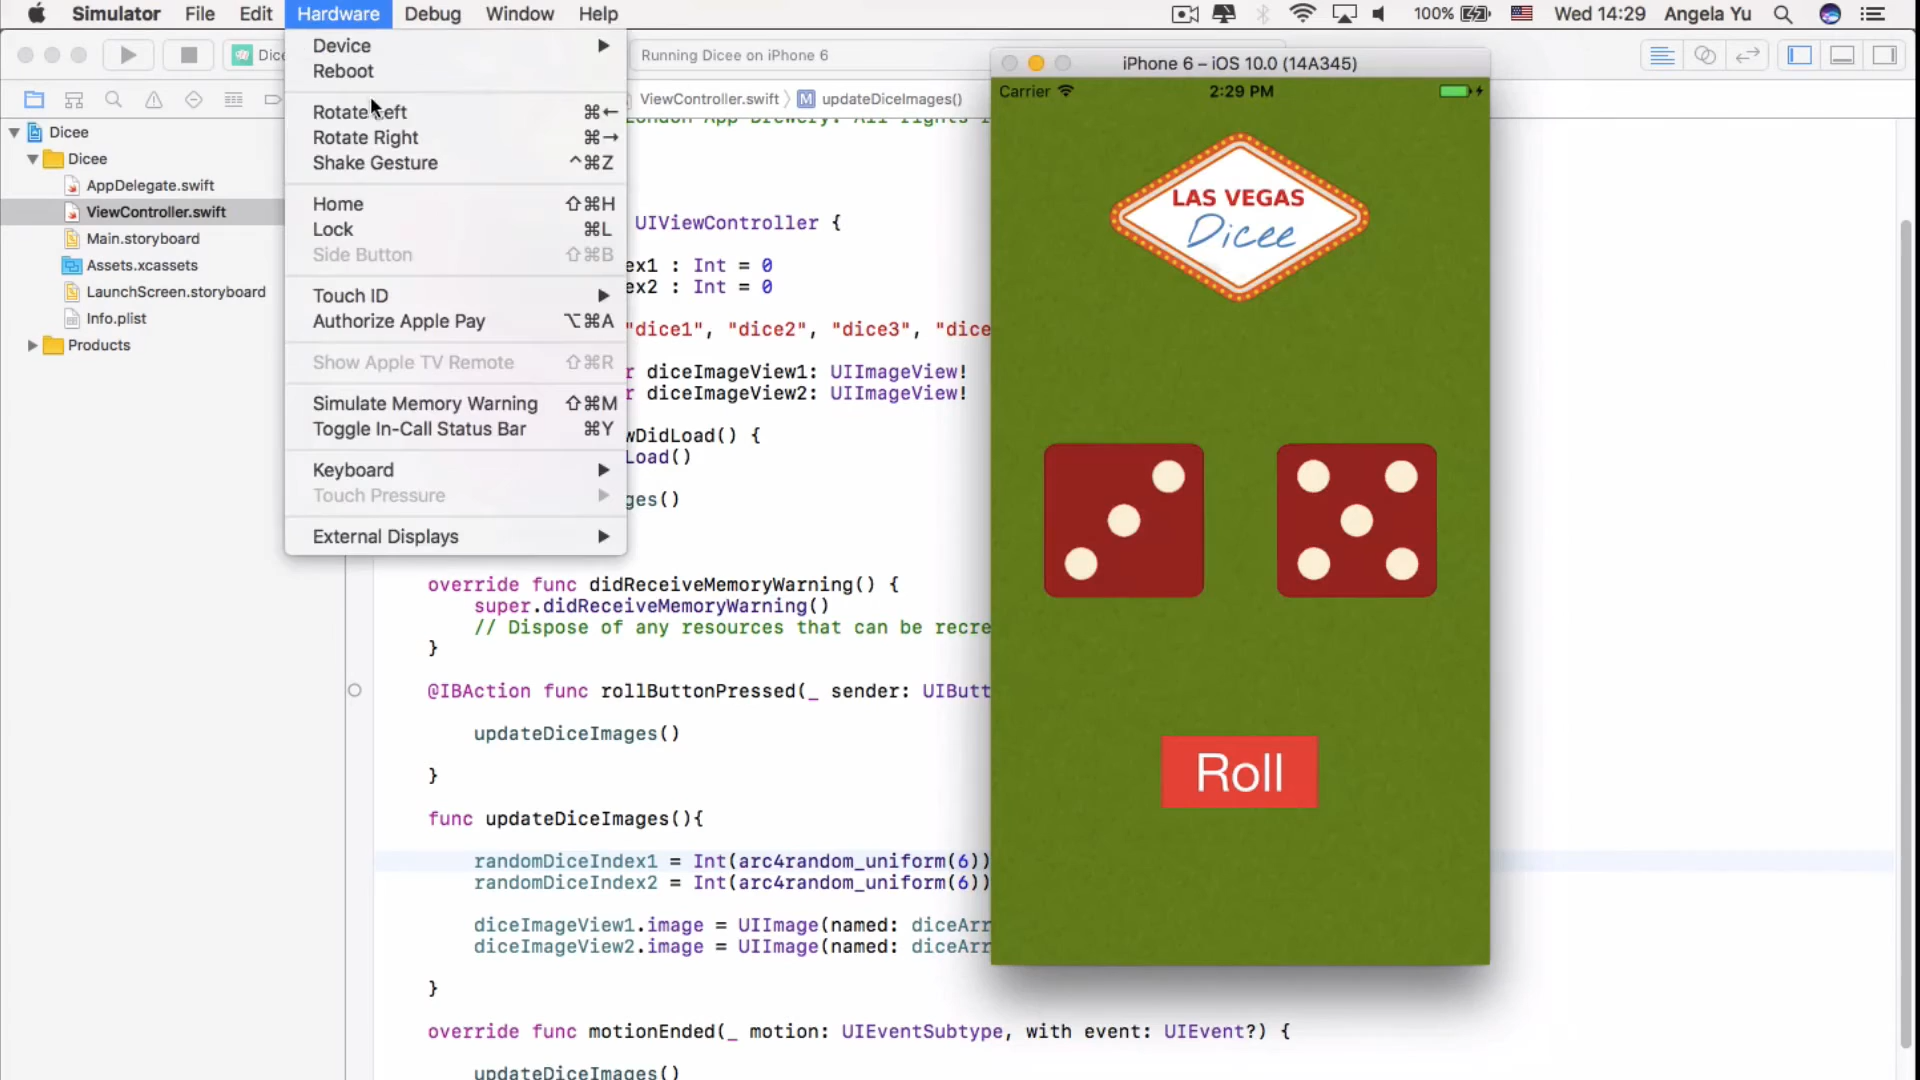 Simulator File Edit Hardware Debug Window Help 100% Wed 14:29 Angela Yu
Dice Running Dicee on iPhone 6
ViewController.swift M updateDiceImages()
Dicee
Dicee
AppDelegate.swift
ViewController.swift
Main.storyboard
Assets.xcassets
LaunchScreen.storyboard
Info.plist
Products
Device
Reboot
Rotate Left ⌘←
Rotate Right ⌘→
Shake Gesture ^⌘Z
Home ⇧⌘H
Lock ⌘L
Side Button ⇧⌘B
Touch ID
Authorize Apple Pay ⌥⌘A
Show Apple TV Remote ⇧⌘R
Simulate Memory Warning ⇧⌘M
Toggle In-Call Status Bar ⌘Y
Keyboard
Touch Pressure
External Displays
London App Brewery. All rights r
UIViewController {
ex1 : Int = 0
ex2 : Int = 0
"dice1", "dice2", "dice3", "dice
r diceImageView1: UIImageView!
r diceImageView2: UIImageView!
wDidLoad() {
Load()
ges()
override func didReceiveMemoryWarning() {
super.didReceiveMemoryWarning()
// Dispose of any resources that can be recre
}
@IBAction func rollButtonPressed(_ sender: UIButt
updateDiceImages()
}
func updateDiceImages(){
randomDiceIndex1 = Int(arc4random_uniform(6))
randomDiceIndex2 = Int(arc4random_uniform(6))
diceImageView1.image = UIImage(named: diceArr
diceImageView2.image = UIImage(named: diceArr
}
override func motionEnded(_ motion: UIEventSubtype, with event: UIEvent?) {
updateDiceImages()
iPhone 6 – iOS 10.0 (14A345)
Carrier 2:29 PM
LAS VEGAS
Dicee
Roll